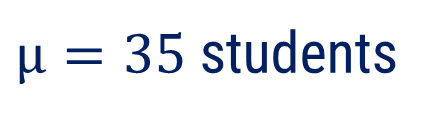 μ = 35 students